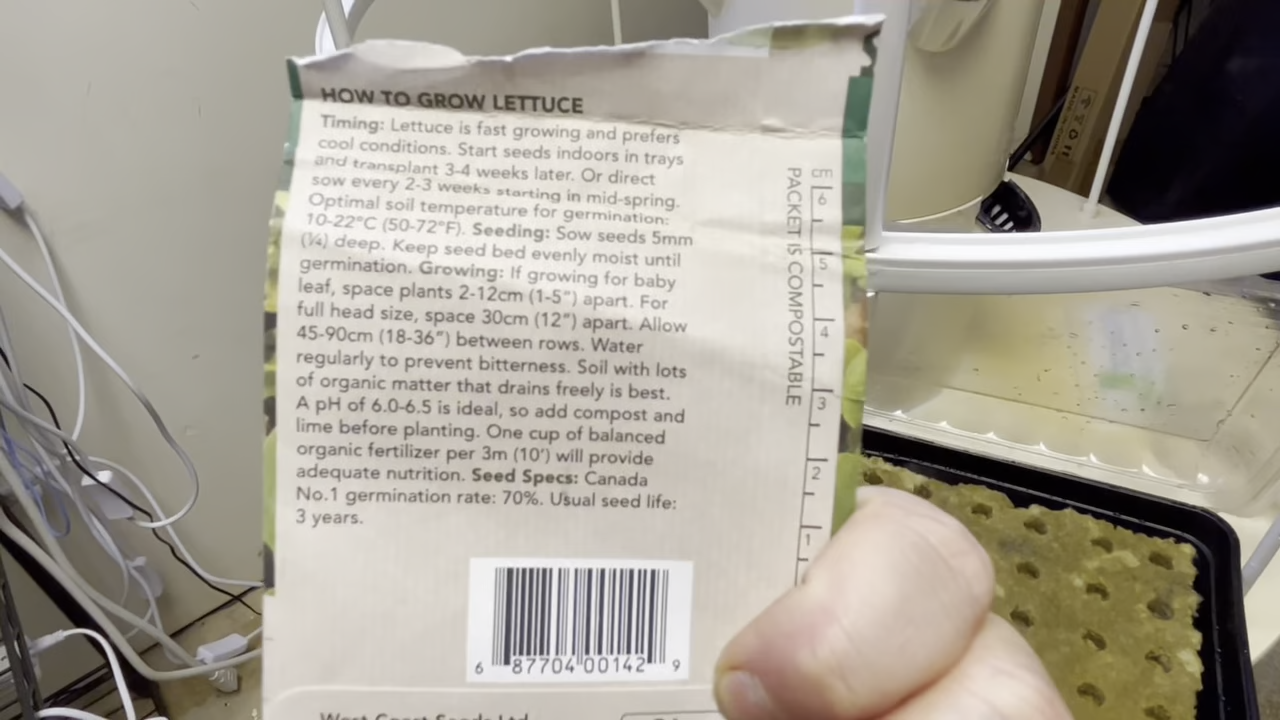 HOW TO GROW LETTUCE
Timing: Lettuce is fast growing and prefers
cool conditions. Start seeds indoors in trays
and transplant 3-4 weeks later. Or direct
sow every 2-3 weeks starting in mid-spring.
Optimal soil temperature for germination:
10-22°C (50-72°F). Seeding: Sow seeds 5mm
(¼) deep. Keep seed bed evenly moist until
germination. Growing: If growing for baby
leaf, space plants 2-12cm (1-5") apart. For
full head size, space 30cm (12") apart. Allow
45-90cm (18-36") between rows. Water
regularly to prevent bitterness. Soil with lots
of organic matter that drains freely is best.
A pH of 6.0-6.5 is ideal, so add compost and
lime before planting. One cup of balanced
organic fertilizer per 3m (10') will provide
adequate nutrition. Seed Specs: Canada
No.1 germination rate: 70%. Usual seed life:
3 years.
6 87704 00142 9
West Coast Seeds Ltd
PACKET IS COMPOSTABLE
6
5
4
3
2
1
MADE IN CHINA